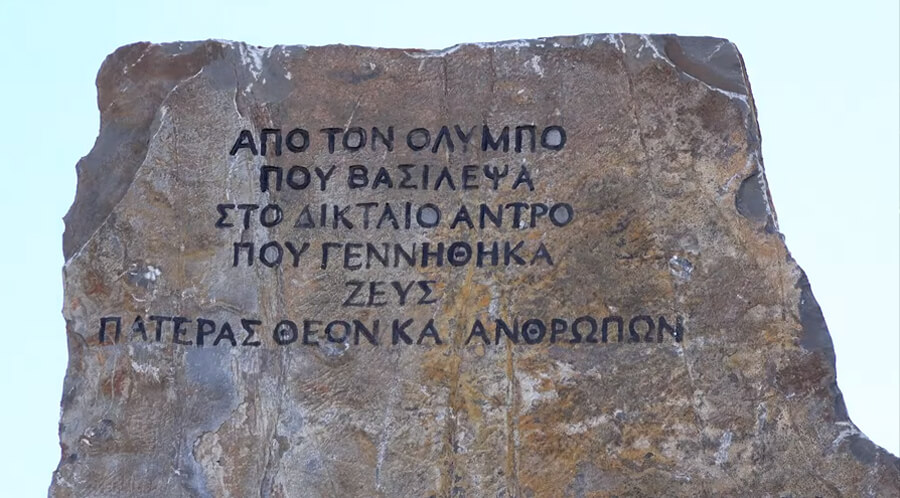 ΑΠΟ ΤΟΝ ΟΛΥΜΠΟ
ΠΟΥ ΒΑΣΙΛΕΨΑ
ΣΤΟ ΔΙΚΤΑΙΟ ΑΝΤΡΟ
ΠΟΥ ΓΕΝΝΗΘΗΚΑ
ΖΕΥΣ
ΠΑΤΕΡΑΣ ΘΕΟΝ ΚΑ ΑΝΘΡΩΠΩΝ